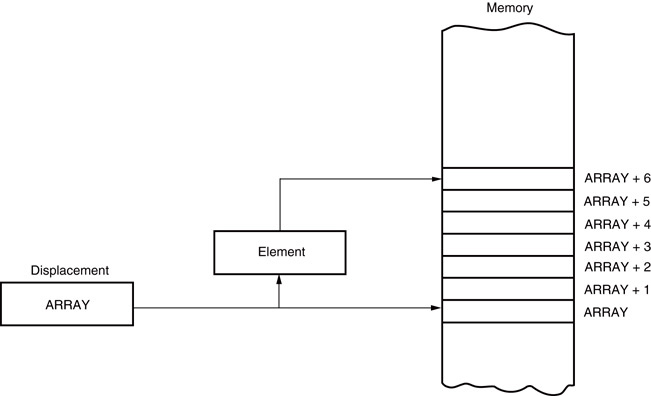 Memory
ARRAY + 6
ARRAY + 5
ARRAY + 4
Element
ARRAY + 3
Displacement
ARRAY + 2
ARRAY + 1
ARRAY
ARRAY